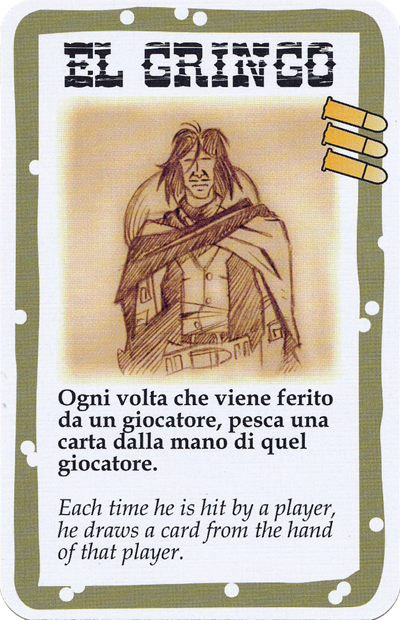 EL GRINGO
Ogni volta che viene ferito
da un giocatore, pesca una
carta dalla mano di quel
giocatore.
Each time he is hit by a player,
he draws a card from the hand
of that player.